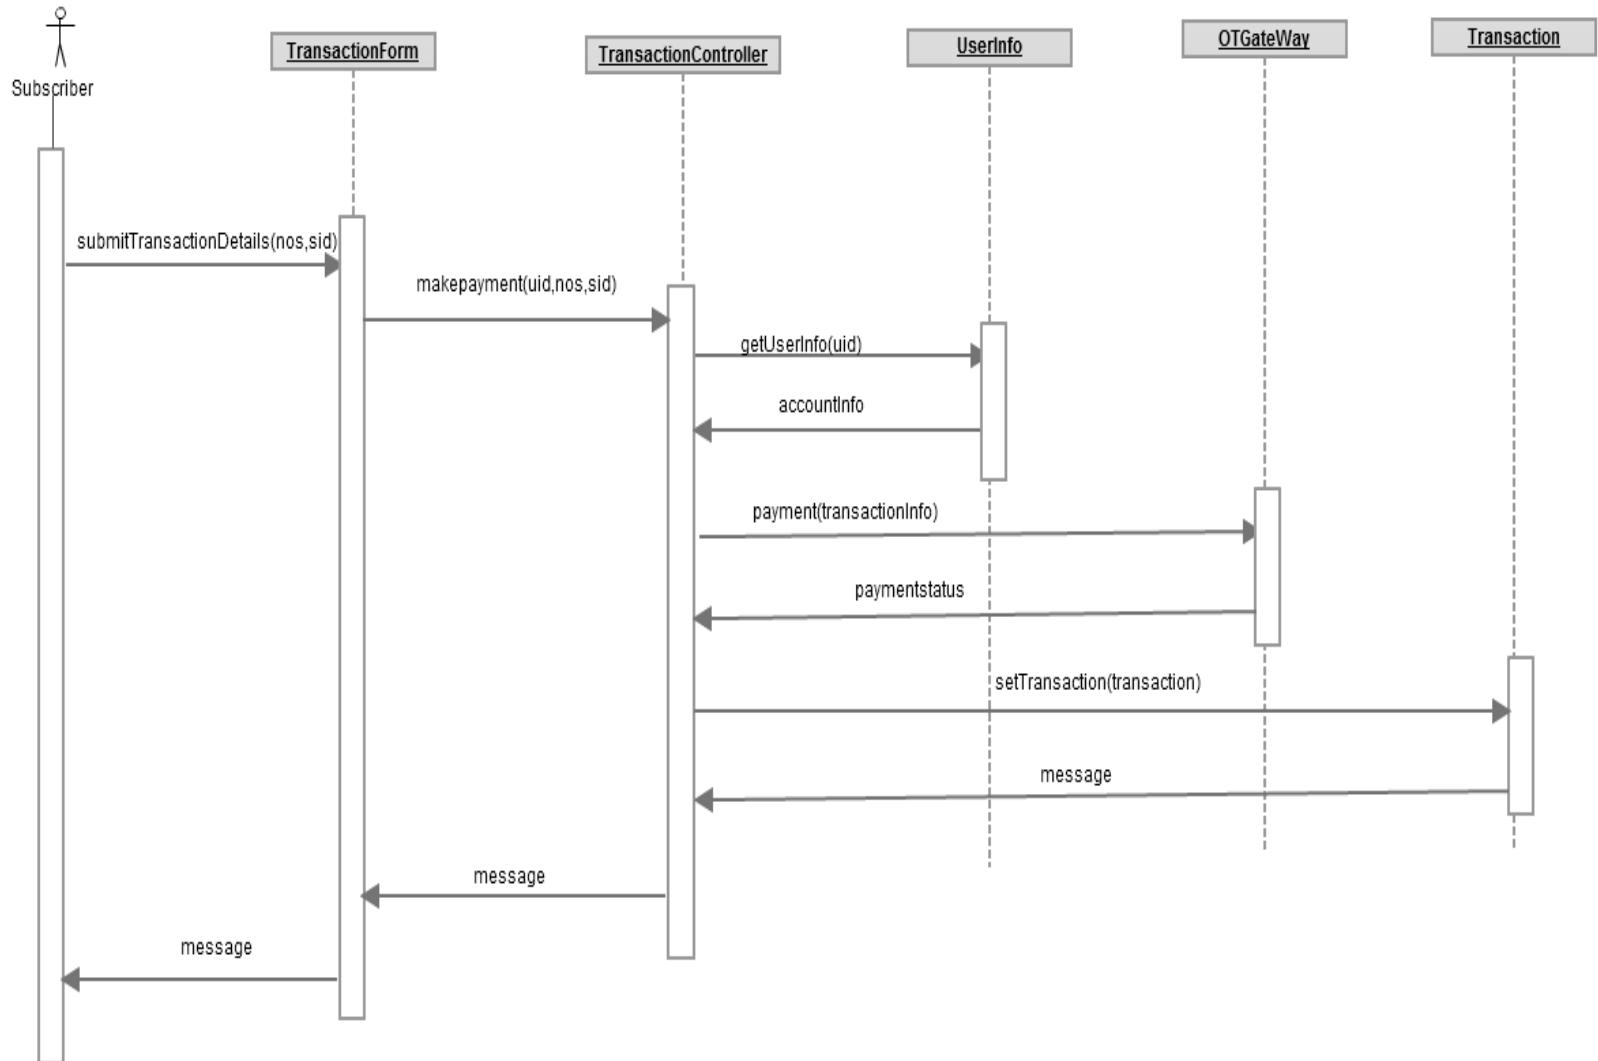 Subscriber
TransactionForm
TransactionController
UserInfo
OTGateWay
Transaction
submitTransactionDetails(nos,sid)
makepayment(uid,nos,sid)
getUserInfo(uid)
accountInfo
payment(transactionInfo)
paymentstatus
setTransaction(transaction)
message
message
message